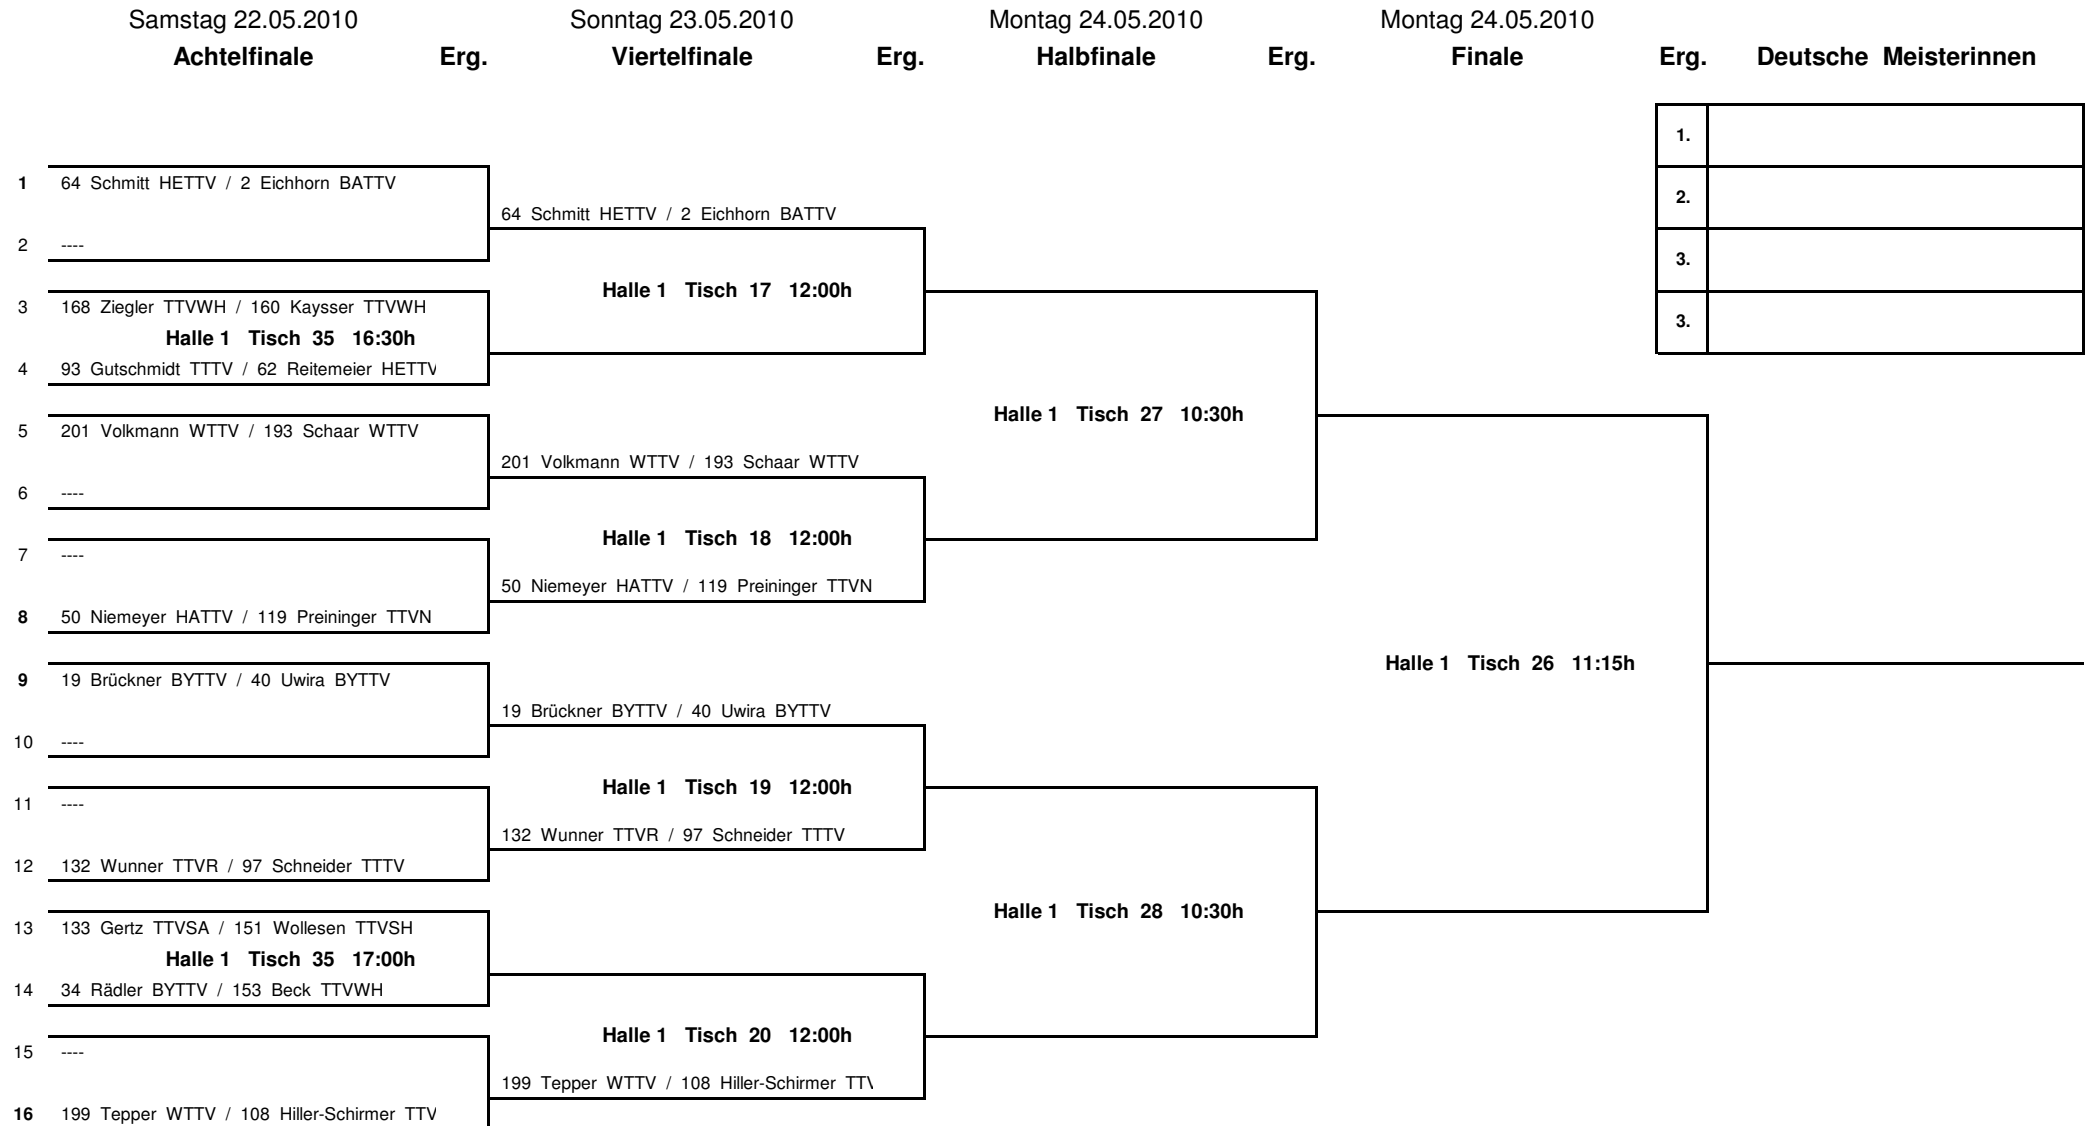 Samstag 22.05.2010 Sonntag 23.05.2010 Montag 24.05.2010 Montag 24.05.2010
Achtelfinale Erg. Viertelfinale Erg. Halbfinale Erg. Finale Erg. Deutsche Meisterinnen
1.
1 64 Schmitt HETTV / 2 Eichhorn BATTV
2.
64 Schmitt HETTV / 2 Eichhorn BATTV
2 ----
3.
Halle 1 Tisch 17 12:00h
3 168 Ziegler TTVWH / 160 Kaysser TTVWH
3.
Halle 1 Tisch 35 16:30h
4 93 Gutschmidt TTTV / 62 Reitemeier HETTV
Halle 1 Tisch 27 10:30h
5 201 Volkmann WTTV / 193 Schaar WTTV
201 Volkmann WTTV / 193 Schaar WTTV
6 ----
Halle 1 Tisch 18 12:00h
7 ----
50 Niemeyer HATTV / 119 Preininger TTVN
8 50 Niemeyer HATTV / 119 Preininger TTVN
Halle 1 Tisch 26 11:15h
9 19 Brückner BYTTV / 40 Uwira BYTTV
19 Brückner BYTTV / 40 Uwira BYTTV
10 ----
Halle 1 Tisch 19 12:00h
11 ----
132 Wunner TTVR / 97 Schneider TTTV
12 132 Wunner TTVR / 97 Schneider TTTV
Halle 1 Tisch 28 10:30h
13 133 Gertz TTVSA / 151 Wollesen TTVSH
Halle 1 Tisch 35 17:00h
14 34 Rädler BYTTV / 153 Beck TTVWH
Halle 1 Tisch 20 12:00h
15 ----
199 Tepper WTTV / 108 Hiller-Schirmer TTV
16 199 Tepper WTTV / 108 Hiller-Schirmer TTV